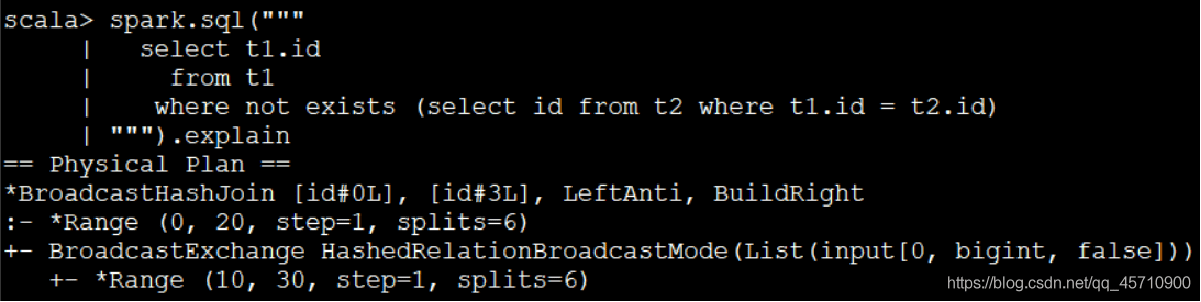 scala> spark.sql("""
     |   select t1.id
     |     from t1
     |    where not exists (select id from t2 where t1.id = t2.id)
     | """).explain
== Physical Plan ==
*BroadcastHashJoin [id#0L], [id#3L], LeftAnti, BuildRight
:- *Range (0, 20, step=1, splits=6)
+- BroadcastExchange HashedRelationBroadcastMode(List(input[0, bigint, false]))
   +- *Range (10, 30, step=1, splits=6)
https://blog.csdn.net/qq_45710900